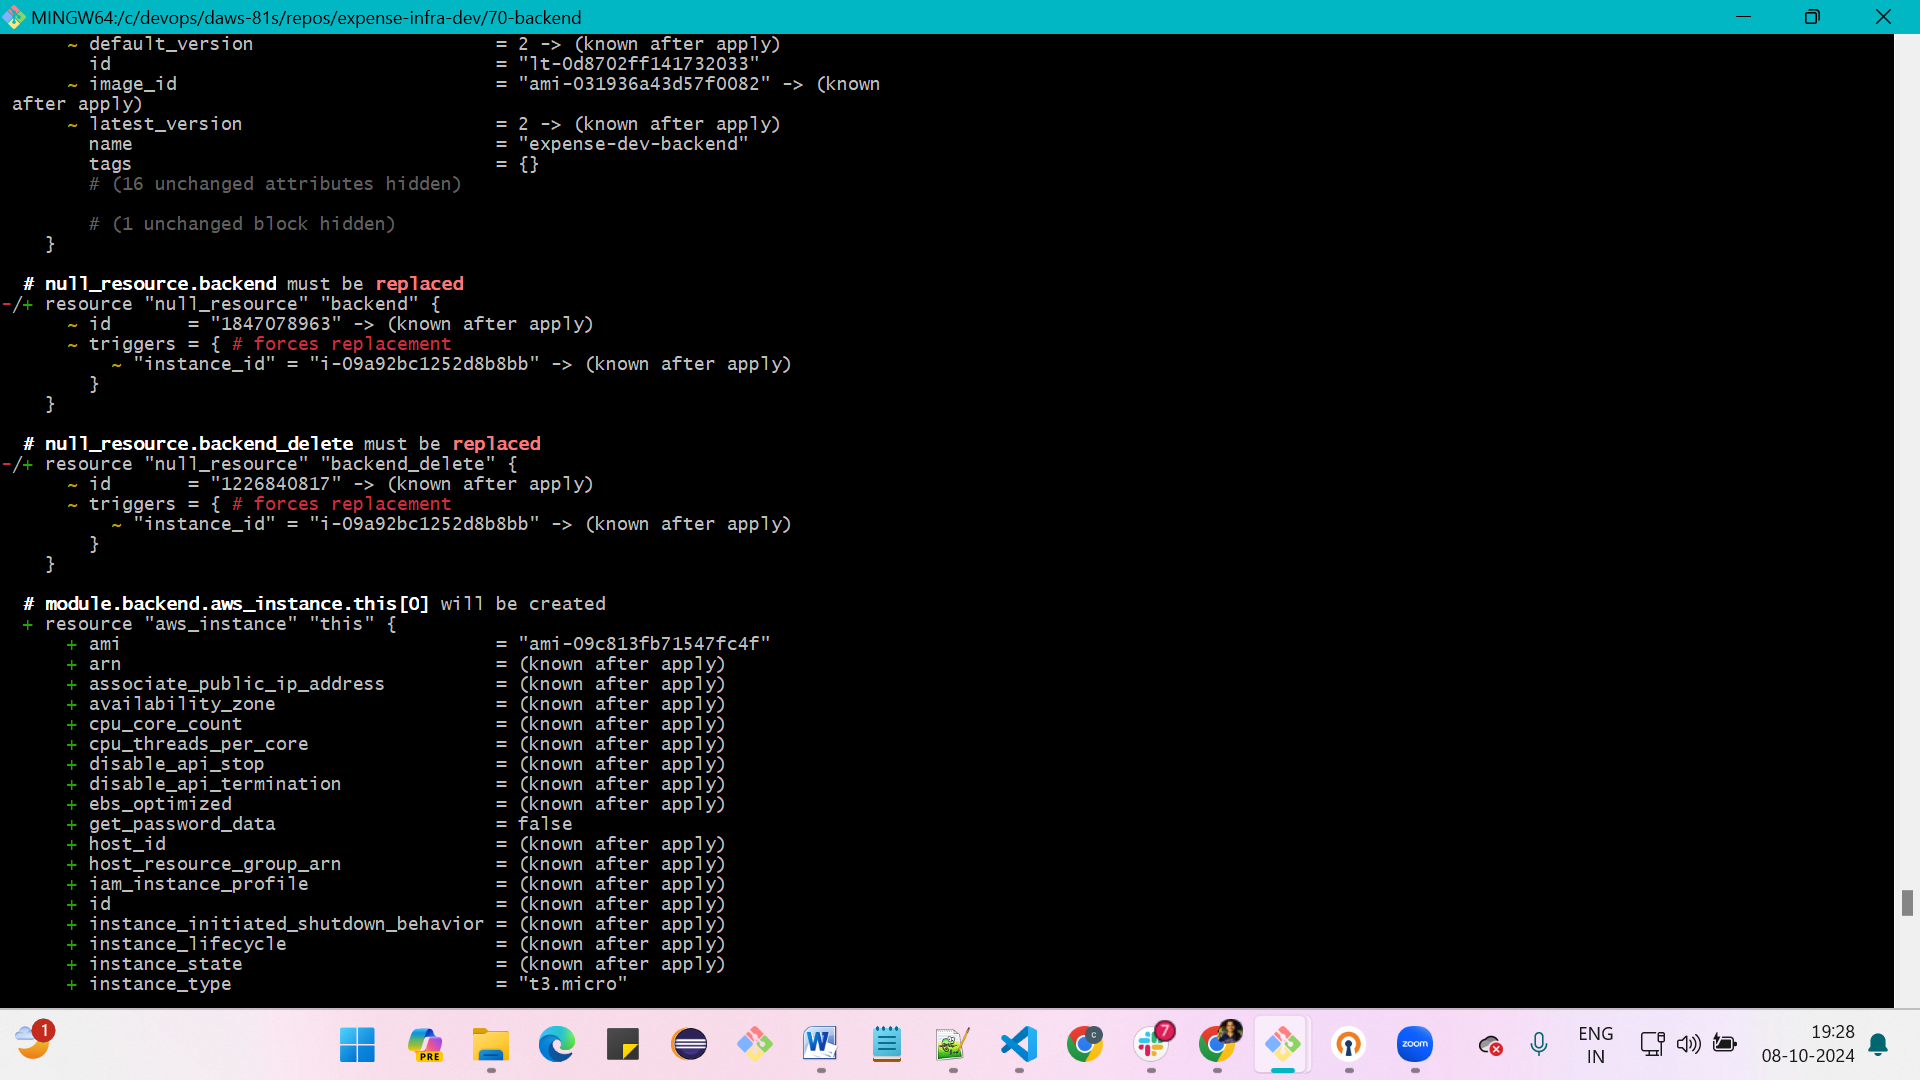 MINGW64:/c/devops/daws-81s/repos/expense-infra-dev/70-backend
~ default_version = 2 -> (known after apply)
id = "lt-0d8702ff141732033"
~ image_id = "ami-031936a43d57f0082" -> (known
after apply)
~ latest_version = 2 -> (known after apply)
name = "expense-dev-backend"
tags = {}
# (16 unchanged attributes hidden)
# (1 unchanged block hidden)
}
# null_resource.backend must be replaced
-/+ resource "null_resource" "backend" {
~ id = "1847078963" -> (known after apply)
~ triggers = { # forces replacement
~ "instance_id" = "i-09a92bc1252d8b8bb" -> (known after apply)
}
}
# null_resource.backend_delete must be replaced
-/+ resource "null_resource" "backend_delete" {
~ id = "1226840817" -> (known after apply)
~ triggers = { # forces replacement
~ "instance_id" = "i-09a92bc1252d8b8bb" -> (known after apply)
}
}
# module.backend.aws_instance.this[0] will be created
+ resource "aws_instance" "this" {
+ ami = "ami-09c813fb71547fc4f"
+ arn = (known after apply)
+ associate_public_ip_address = (known after apply)
+ availability_zone = (known after apply)
+ cpu_core_count = (known after apply)
+ cpu_threads_per_core = (known after apply)
+ disable_api_stop = (known after apply)
+ disable_api_termination = (known after apply)
+ ebs_optimized = (known after apply)
+ get_password_data = false
+ host_id = (known after apply)
+ host_resource_group_arn = (known after apply)
+ iam_instance_profile = (known after apply)
+ id = (known after apply)
+ instance_initiated_shutdown_behavior = (known after apply)
+ instance_lifecycle = (known after apply)
+ instance_state = (known after apply)
+ instance_type = "t3.micro"
1
PRE
W
C
7
zoom
ENG
IN
19:28
08-10-2024